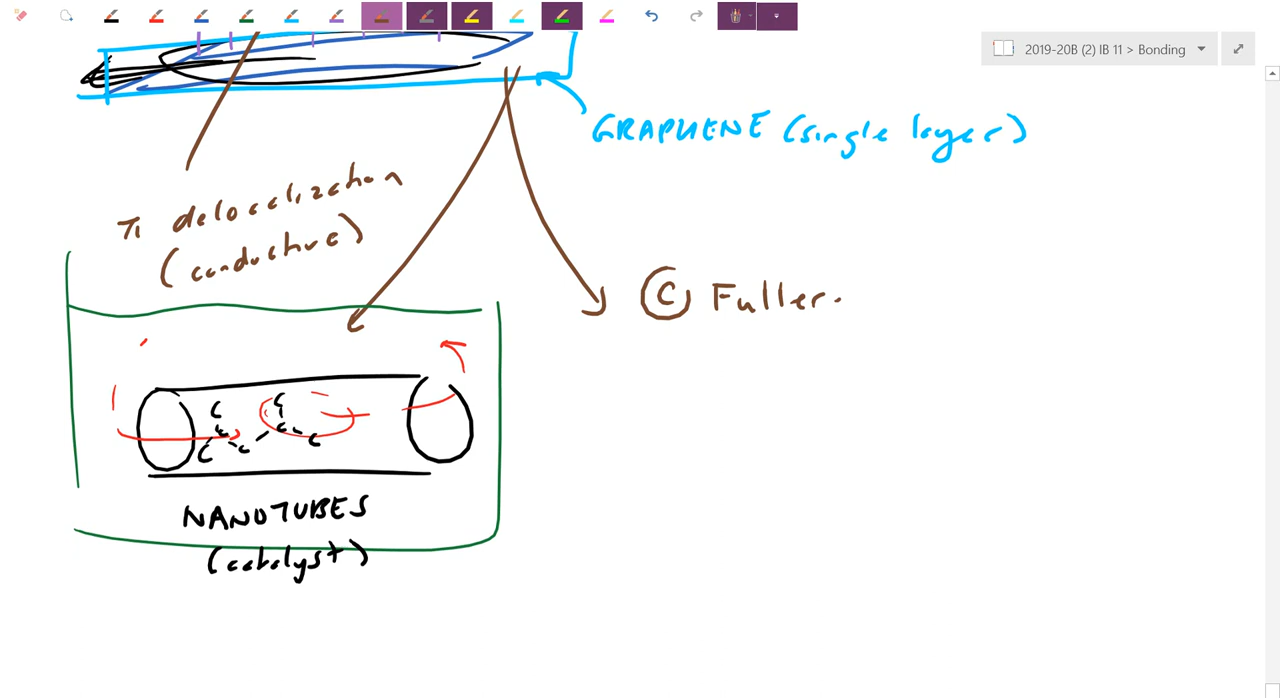 2019-20B (2) IB 11 > Bonding
GRAPHENE (single layer)
π delocalization
(conductive)
C Fuller.
C
C
C
C
C
C
C
NANOTUBES
(catalyst)